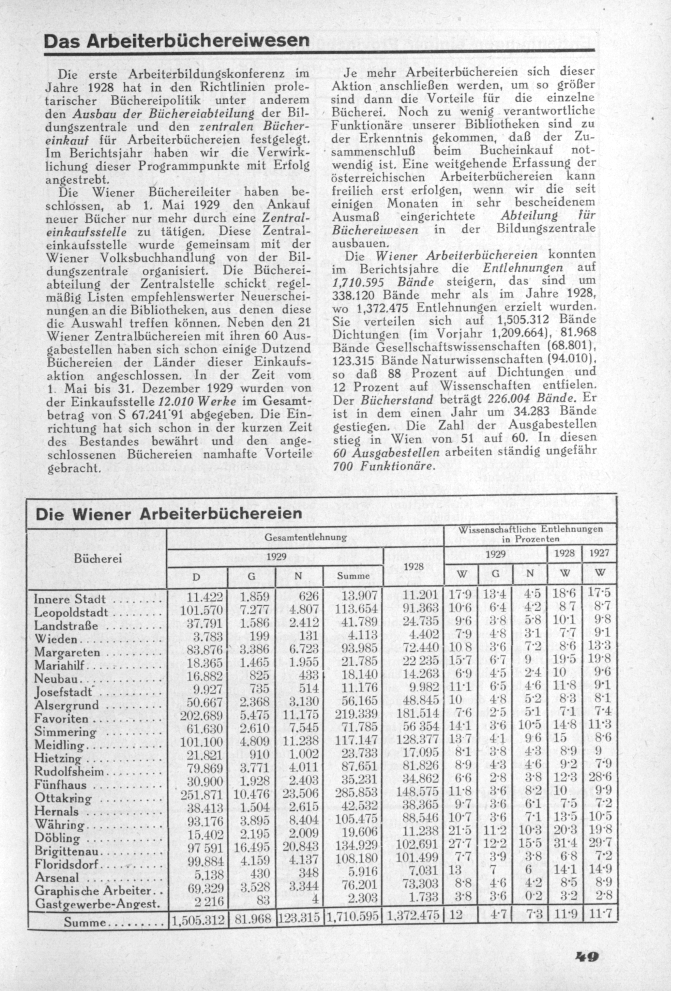 Das Arbeiterbüchereiwesen
Die erste Arbeiterbildungskonferenz im
Jahre 1928 hat in den Richtlinien prole-
tarischer Büchereipolitik unter anderem
den Ausbau der Büchereiabteilung der Bil-
dungszentrale und den zentralen Bücher-
einkauf für Arbeiterbüchereien festgelegt.
Im Berichtsjahr haben wir die Verwirk-
lichung dieser Programmpunkte mit Erfolg
angestrebt.
Die Wiener Büchereileiter haben be-
schlossen, ab 1. Mai 1929 den Ankauf
neuer Bücher nur mehr durch eine Zentral-
einkaufsstelle zu tätigen. Diese Zentral-
einkaufsstelle wurde gemeinsam mit der
Wiener Volksbuchhandlung von der Bil-
dungszentrale organisiert. Die Bücherei-
abteilung der Zentralstelle schickt regel-
mäßig Listen empfehlenswerter Neuerschei-
nungen an die Bibliotheken, aus denen diese
die Auswahl treffen können. Neben den 21
Wiener Zentralbüchereien mit ihren 60 Aus-
gabestellen haben sich schon einige Dutzend
Büchereien der Länder dieser Einkaufs-
aktion angeschlossen. In der Zeit vom
1. Mai bis 31. Dezember 1929 wurden von
der Einkaufsstelle 12.010 Werke im Gesamt-
betrag von S 67.241·91 abgegeben. Die Ein-
richtung hat sich schon in der kurzen Zeit
des Bestandes bewährt und den ange-
schlossenen Büchereien namhafte Vorteile
gebracht.
Je mehr Arbeiterbüchereien sich dieser
Aktion anschließen werden, um so größer
sind dann die Vorteile für die einzelne
Bücherei. Noch zu wenig verantwortliche
Funktionäre unserer Bibliotheken sind zu
der Erkenntnis gekommen, daß der Zu-
sammenschluß beim Bucheinkauf not-
wendig ist. Eine weitgehende Erfassung der
österreichischen Arbeiterbüchereien kann
freilich erst erfolgen, wenn wir die seit
einigen Monaten in sehr bescheidenem
Ausmaß eingerichtete Abteilung für
Büchereiwesen in der Bildungszentrale
ausbauen.
Die Wiener Arbeiterbüchereien konnten
im Berichtsjahre die Entlehnungen auf
1,710.595 Bände steigern, das sind um
338.120 Bände mehr als im Jahre 1928,
wo 1,372.475 Entlehnungen erzielt wurden.
Sie verteilen sich auf 1,505.312 Bände
Dichtungen (im Vorjahr 1,209.664), 81.968
Bände Gesellschaftswissenschaften (68.801),
123.315 Bände Naturwissenschaften (94.010),
so daß 88 Prozent auf Dichtungen und
12 Prozent auf Wissenschaften entfielen.
Der Bücherstand beträgt 226.004 Bände. Er
ist in dem einen Jahr um 34.283 Bände
gestiegen. Die Zahl der Ausgabestellen
stieg in Wien von 51 auf 60. In diesen
60 Ausgabestellen arbeiten ständig ungefähr
700 Funktionäre.
Die Wiener Arbeiterbüchereien
Bücherei Gesamtentlehnung Wissenschaftliche Entlehnungen
in Prozenten
1929 1928 1929 1928 1927
D G N Summe W G N W W
Innere Stadt ........ 11.422 1.859 626 13.907 11.201 17·9 13·4 4·5 18·6 17·5
Leopoldstadt ........ 101.570 7.277 4.807 113.654 91.363 10·6 6·4 4·2 8 7 8·7
Landstraße ......... 37.791 1.586 2.412 41.789 24.735 9·6 3·8 5·8 10·1 9·8
Wieden............. 3.783 199 131 4.113 4.402 7·9 4·8 3·1 7·7 9·1
Margareten ......... 83.876 3.386 6.723 93.985 72.440 10 8 3·6 7·2 8·6 13·3
Mariahilf........... 18.365 1.465 1.955 21.785 22 235 15·7 6·7 9 19·5 19·8
Neubau............. 16.882 825 433 18.140 14.263 6·9 4·5 2·4 10 9·6
Josefstadt .......... 9.927 735 514 11.176 9.982 11·1 6·5 4·6 11·8 9·1
Alsergrund ......... 50.667 2.368 3.130 56.165 48.845 10 4·8 5·2 8·3 8·1
Favoriten .......... 202.689 5.475 11.175 219.339 181.514 7·6 2·5 5·1 7·1 7·4
Simmering ......... 61.630 2.610 7.545 71.785 56 354 14·1 3·6 10·5 14·8 11·3
Meidling............ 101.100 4.809 11.238 117.147 128.377 13 7 4·1 9 6 15 8·6
Hietzing ........... 21.821 910 1.002 23.733 17.095 8·1 3·8 4·3 8·9 9
Rudolfsheim......... 79.869 3.771 4.011 87.651 81.826 8·9 4·3 4·6 9·2 7·9
Fünfhaus ........... 30.900 1.928 2.403 35.231 34.862 6·6 2·8 3·8 12·3 28·6
Ottakring .......... 251.871 10.476 23.506 285.853 148.575 11·8 3·6 8·2 10 9·9
Hernals ............ 38.413 1.504 2.615 42.532 38.365 9·7 3·6 6·1 7·5 7·2
Währing............ 93.176 3.895 8.404 105.475 88.546 10·7 3·6 7·1 13·5 10·5
Döbling ............ 15.402 2.195 2.009 19.606 11.238 21·5 11·2 10·3 20·3 19·8
Brigittenau.......... 97 591 16.495 20.843 134.929 102.691 27·7 12·2 15·5 31·4 29·7
Floridsdorf.......... 99.884 4.159 4.137 108.180 101.499 7·7 3·9 3·8 6·8 7·2
Arsenal ............ 5.138 430 348 5.916 7.031 13 7 6 14·1 14·9
Graphische Arbeiter.. 69.329 3.528 3.344 76.201 73.303 8·8 4·6 4·2 8·5 8·9
Gastgewerbe-Angest. 2 216 83 4 2.303 1.733 3·8 3·6 0·2 3·2 2·8
Summe......... 1,505.312 81.968 123.315 1,710.595 1,372.475 12 4·7 7·3 11·9 11·7
49